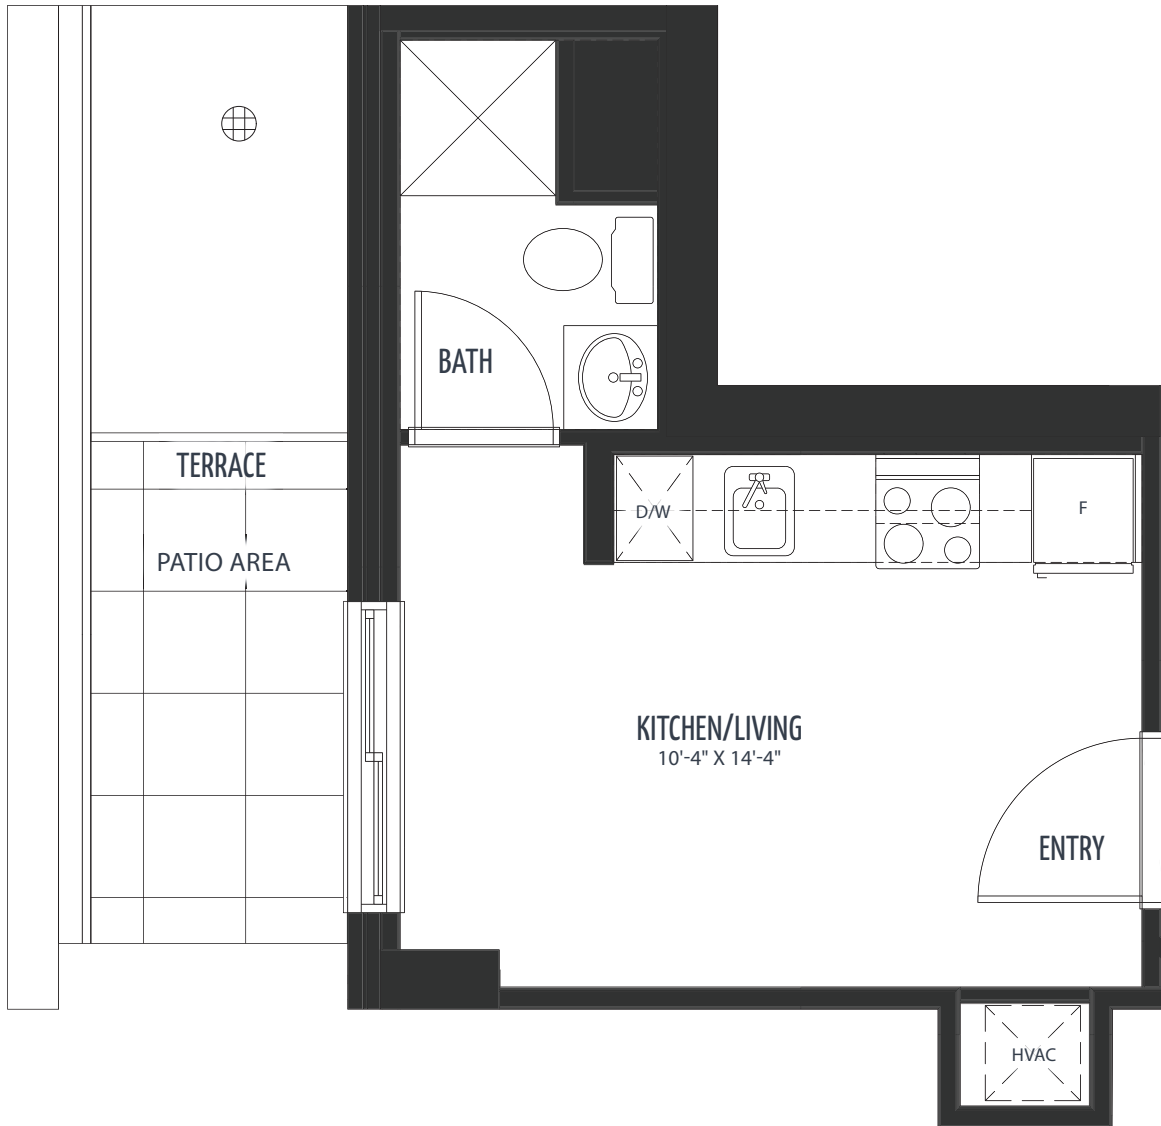 BATH
TERRACE
PATIO AREA
D/W
F
KITCHEN/LIVING
10'-4" X 14'-4"
ENTRY
HVAC